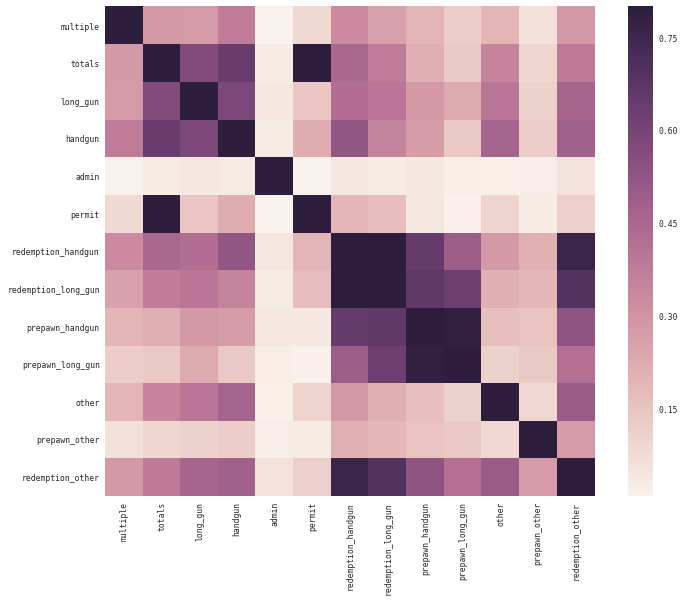 multiple
totals
long_gun
handgun
admin
permit
redemption_handgun
redemption_long_gun
prepawn_handgun
prepawn_long_gun
other
prepawn_other
redemption_other
multiple
totals
long_gun
handgun
admin
permit
redemption_handgun
redemption_long_gun
prepawn_handgun
prepawn_long_gun
other
prepawn_other
redemption_other
0.75
0.60
0.45
0.30
0.15